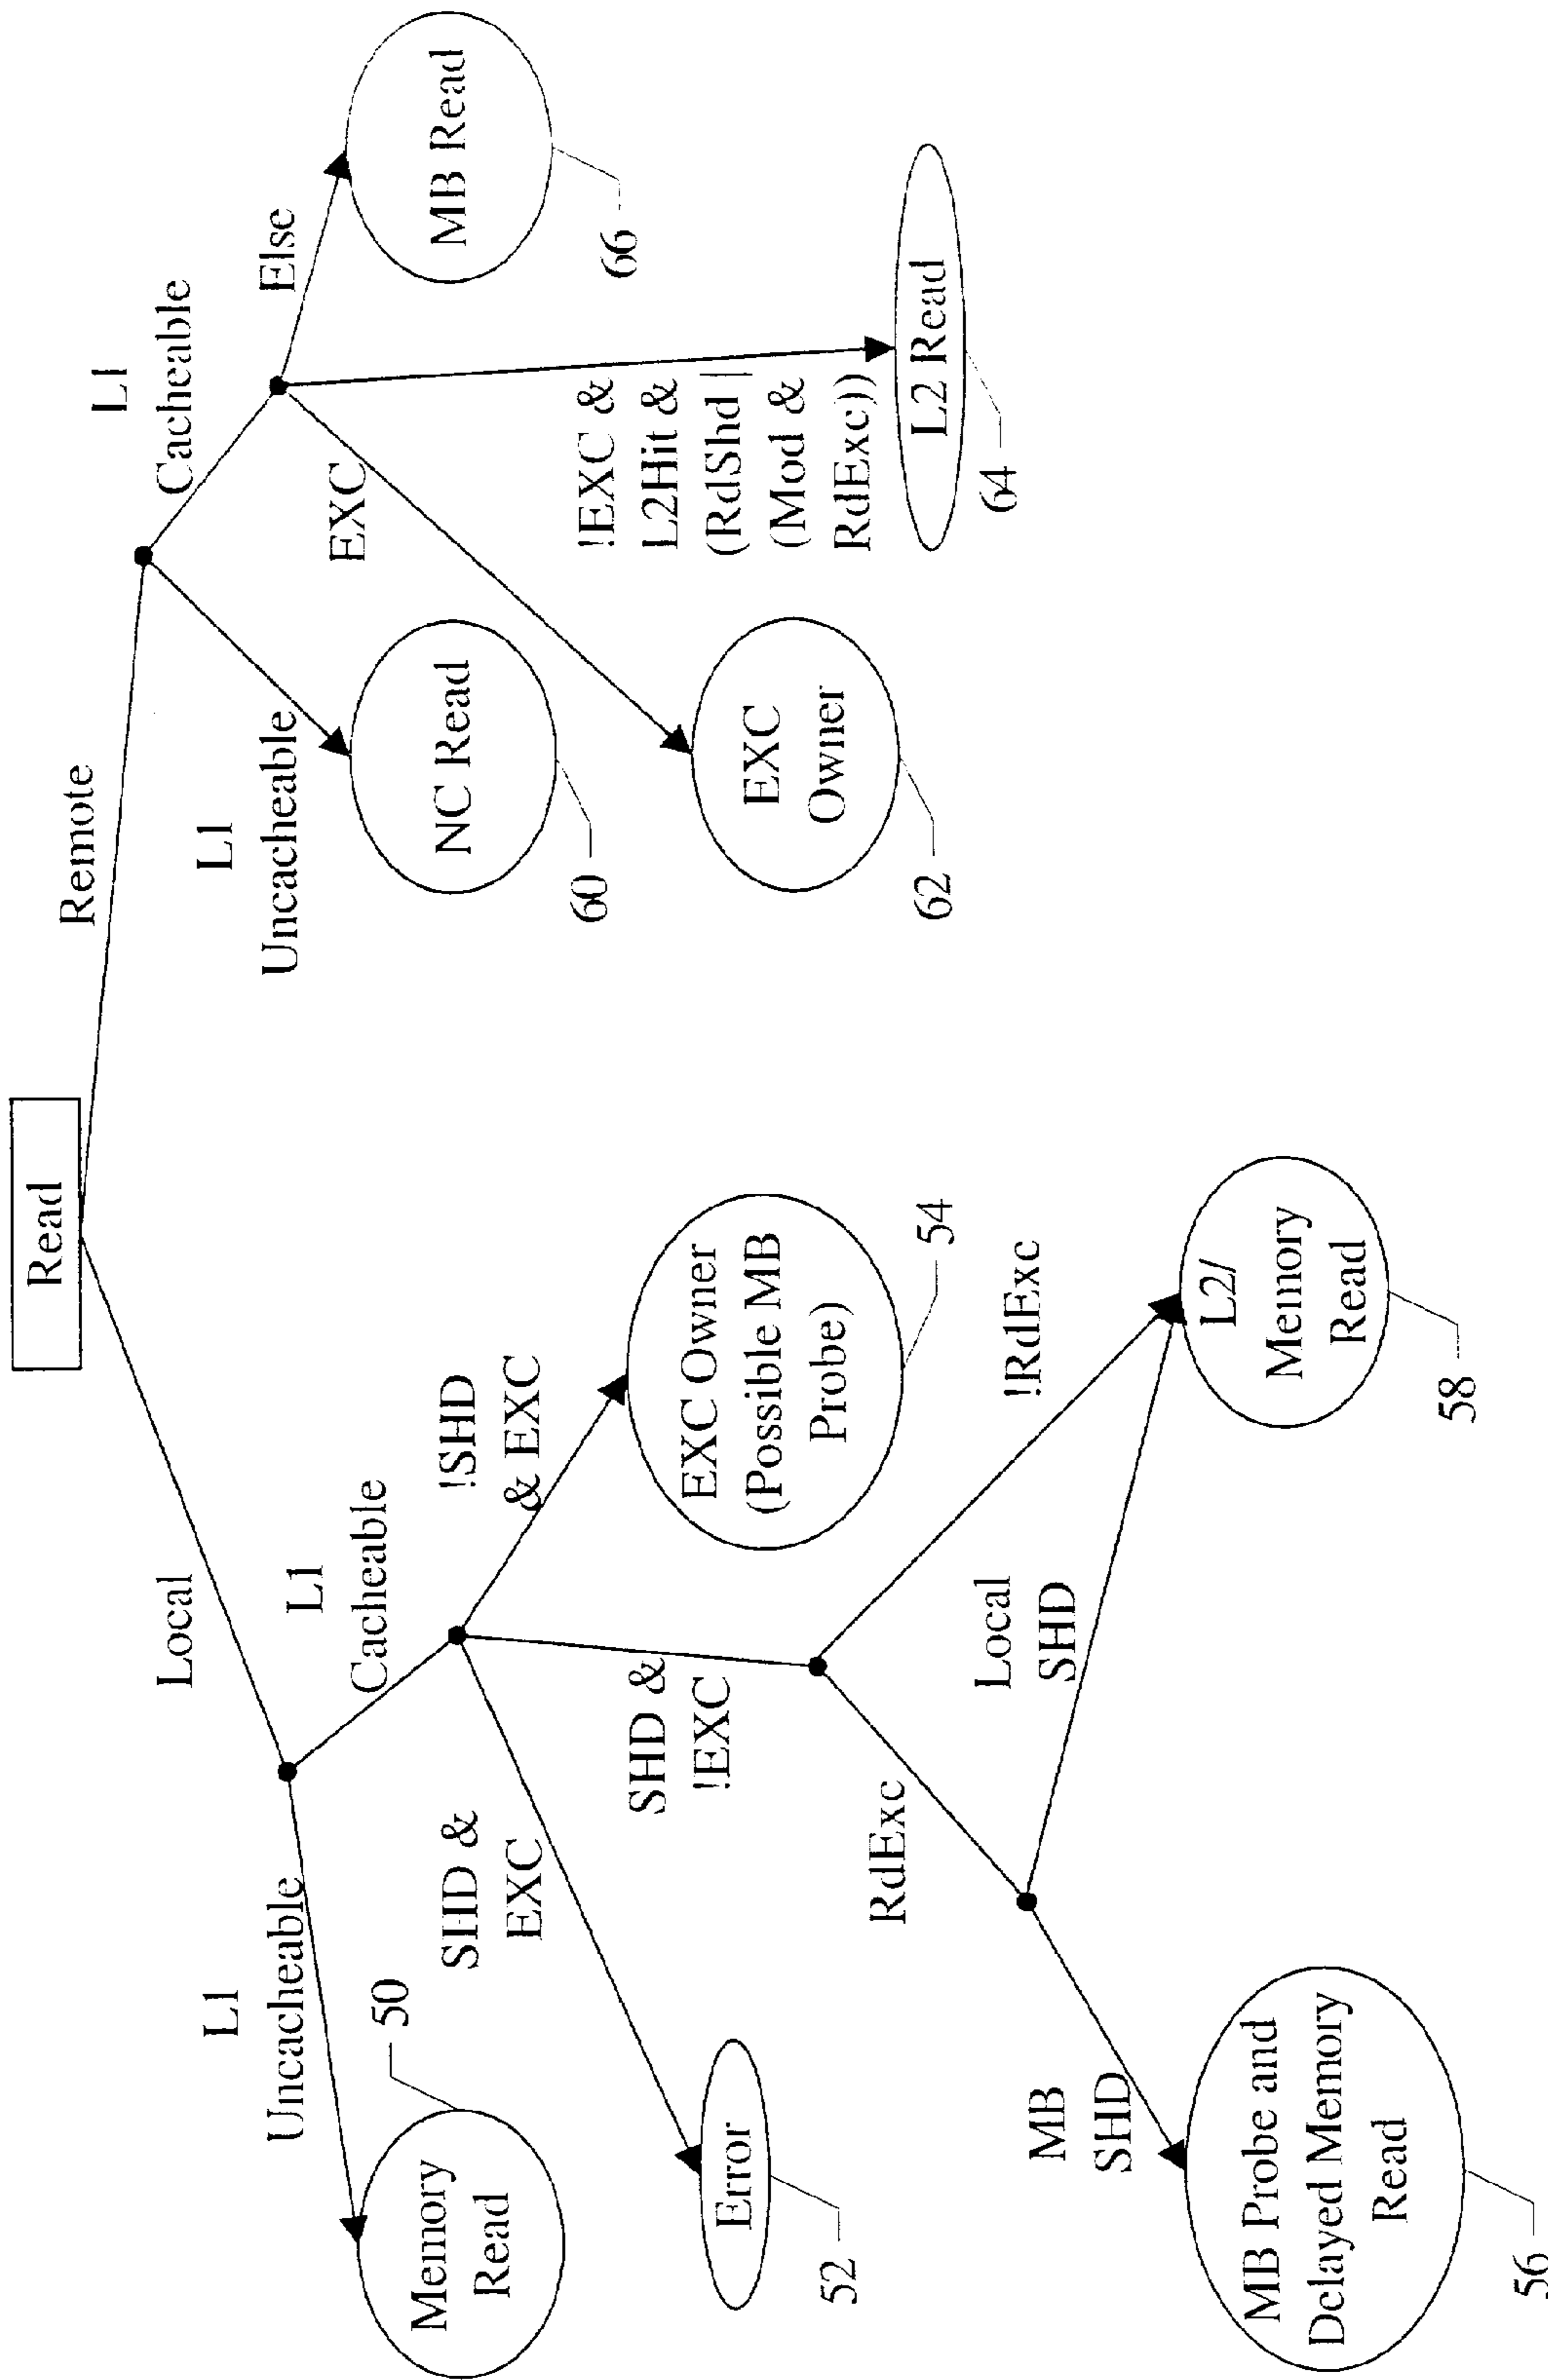 Read
Local
Remote
L1
Uncacheable
L1
Cacheable
L1
Uncacheable
L1
Cacheable
50
Memory
Read
SHD &
EXC
!SHD
& EXC
NC Read
60
EXC
Else
MB Read
66
Error
52
SHD &
!EXC
EXC Owner
(Possible MB
Probe)
54
EXC
Owner
62
!EXC &
L2Hit &
(RdShd |
(Mod &
RdExc))
L2 Read
64
RdExc
!RdExc
MB
SHD
Local
SHD
MB Probe and
Delayed Memory
Read
56
L2/
Memory
Read
58